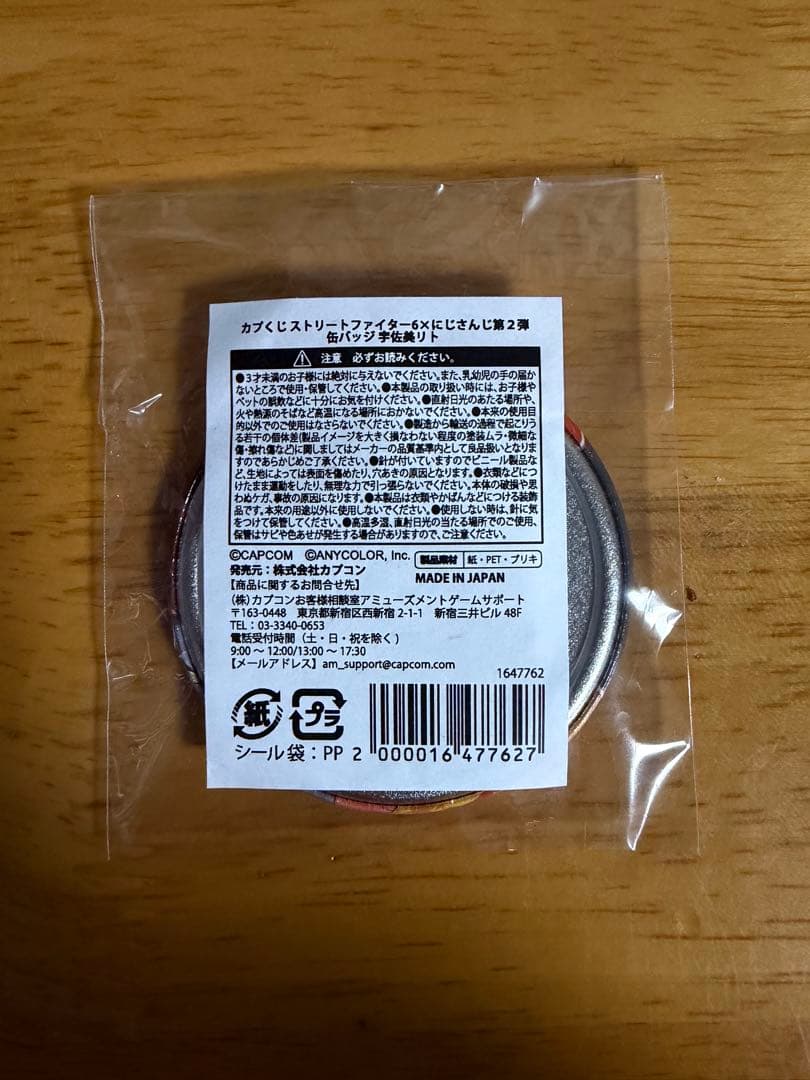 カプくじ ストリートファイター6×にじさんじ第２弾
缶バッジ 宇佐美リト
注意 必ずお読みください。
●３才未満のお子様には絶対に与えないでください。また、乳幼児の手の届か
ないところで使用・保管してください。●本製品の取り扱い時には、お子様や
ペットの誤飲などに十分にお気を付けください。●直射日光のあたる場所や、
火や熱源のそばなど高温になる場所におかないでください。●本来の使用目
的以外でのご使用はなさらないでください。●製造から輸送の過程で起こりう
る若干の個体差(製品イメージを大きく損なわない程度の塗装ムラ・微細な
傷・擦れ傷など)に関しましてはメーカーの品質基準内として良品扱いとなりま
すのであらかじめご了承ください。●針が付いていますのでビニール製品な
ど、生地によっては表面を傷めたり、穴あきの原因となります。●衣類などにつ
けたまま運動をしたり、無理な力で引っ張らないでください。本体の破損や思
わぬケガ、事故の原因になります。●本製品は衣類やかばんなどにつける装飾
品です。本来の用途以外に使用しないでください。●使用しない時は、針に気
をつけて保管してください。●高温多湿、直射日光の当たる場所でのご使用、
保管はサビや色あせが発生する場合がありますので、ご注意ください。
©CAPCOM ©ANYCOLOR, Inc. 製品素材 紙・PET・ブリキ
発売元：株式会社カプコン MADE IN JAPAN
【商品に関するお問合せ先】
（株）カプコンお客様相談室アミューズメントゲームサポート
〒163-0448 東京都新宿区西新宿 2-1-1 新宿三井ビル 48F
TEL：03-3340-0653
電話受付時間（土・日・祝を除く）
9:00 ～ 12:00/13:00 ～ 17:30
【メールアドレス】am_support@capcom.com
1647762
紙 プラ
シール袋：PP 2 000016 477627